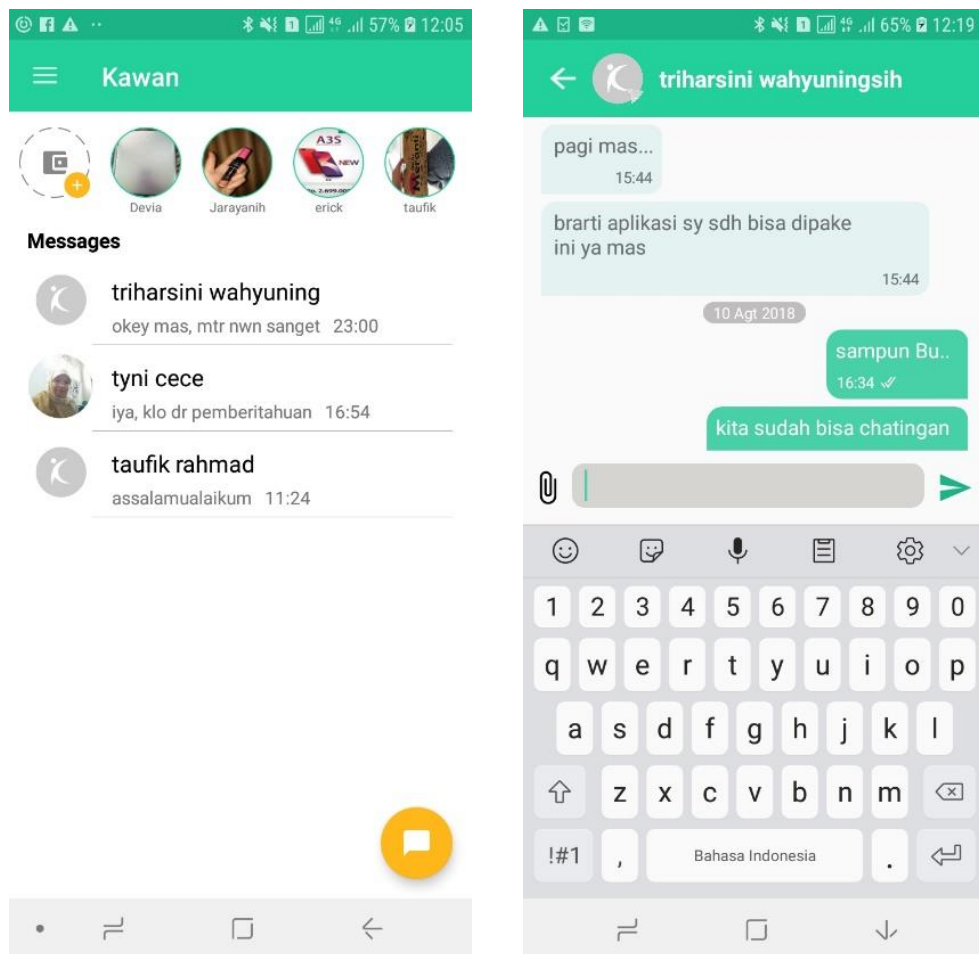 57% 12:05
Kawan
A3S
NEW
Meranti
Devia
Jarayanih
erick
taufik
Messages
triharsini wahyuning
okey mas, mtr nwn sanget 23:00
tyni cece
iya, klo dr pemberitahuan 16:54
taufik rahmad
assalamualaikum 11:24
65% 12:19
triharsini wahyuningsih
pagi mas...
15:44
brarti aplikasi sy sdh bisa dipake
ini ya mas
15:44
10 Agt 2018
sampun Bu..
16:34
kita sudah bisa chatingan
1 2 3 4 5 6 7 8 9 0
q w e r t y u i o p
a s d f g h j k l
z x c v b n m
!#1 , Bahasa Indonesia .